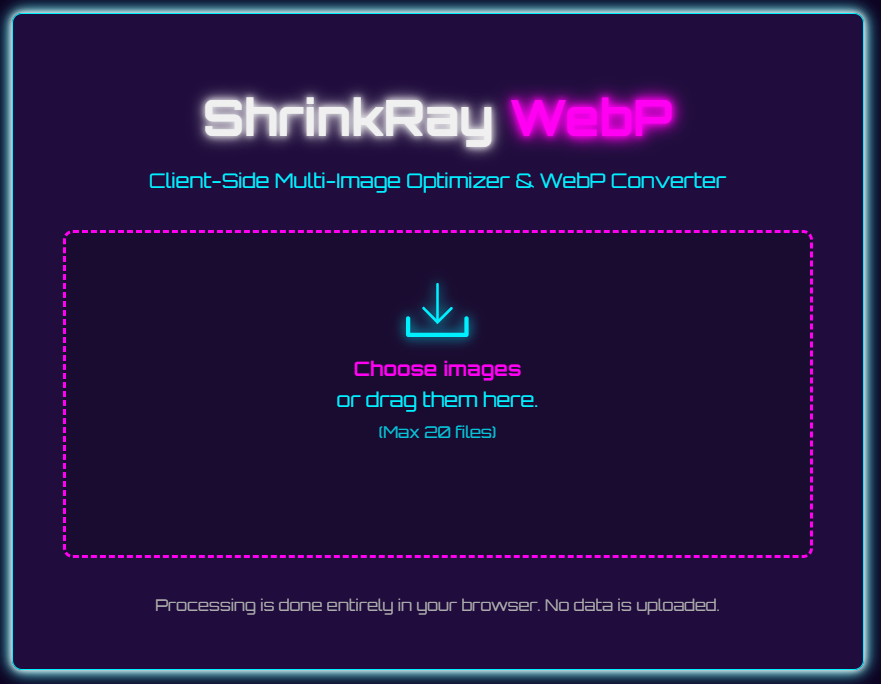 ShrinkRay WebP
Client-Side Multi-Image Optimizer & WebP Converter
Choose images
or drag them here.
(Max 20 files)
Processing is done entirely in your browser. No data is uploaded.